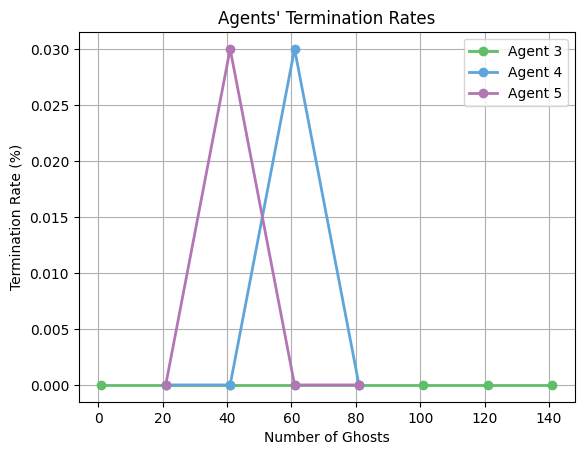 Agents' Termination Rates
Agent 3
Agent 4
Agent 5
Termination Rate (%)
0.030
0.025
0.020
0.015
0.010
0.005
0.000
0 20 40 60 80 100 120 140
Number of Ghosts